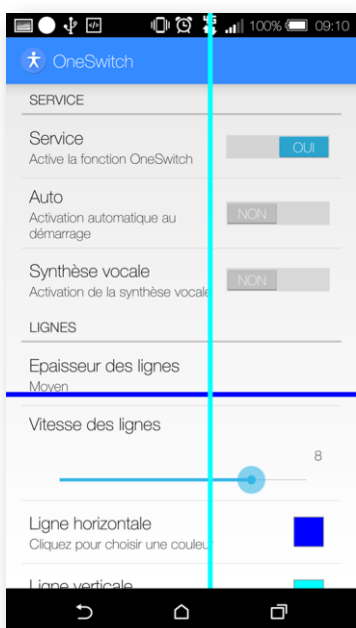 100% 09:10
OneSwitch
SERVICE
Service
Active la fonction OneSwitch
OUI
Auto
Activation automatique au
démarrage
NON
Synthèse vocale
Activation de la synthèse vocale
NON
LIGNES
Epaisseur des lignes
Moyen
Vitesse des lignes
8
Ligne horizontale
Cliquez pour choisir une couleur
Ligne verticale